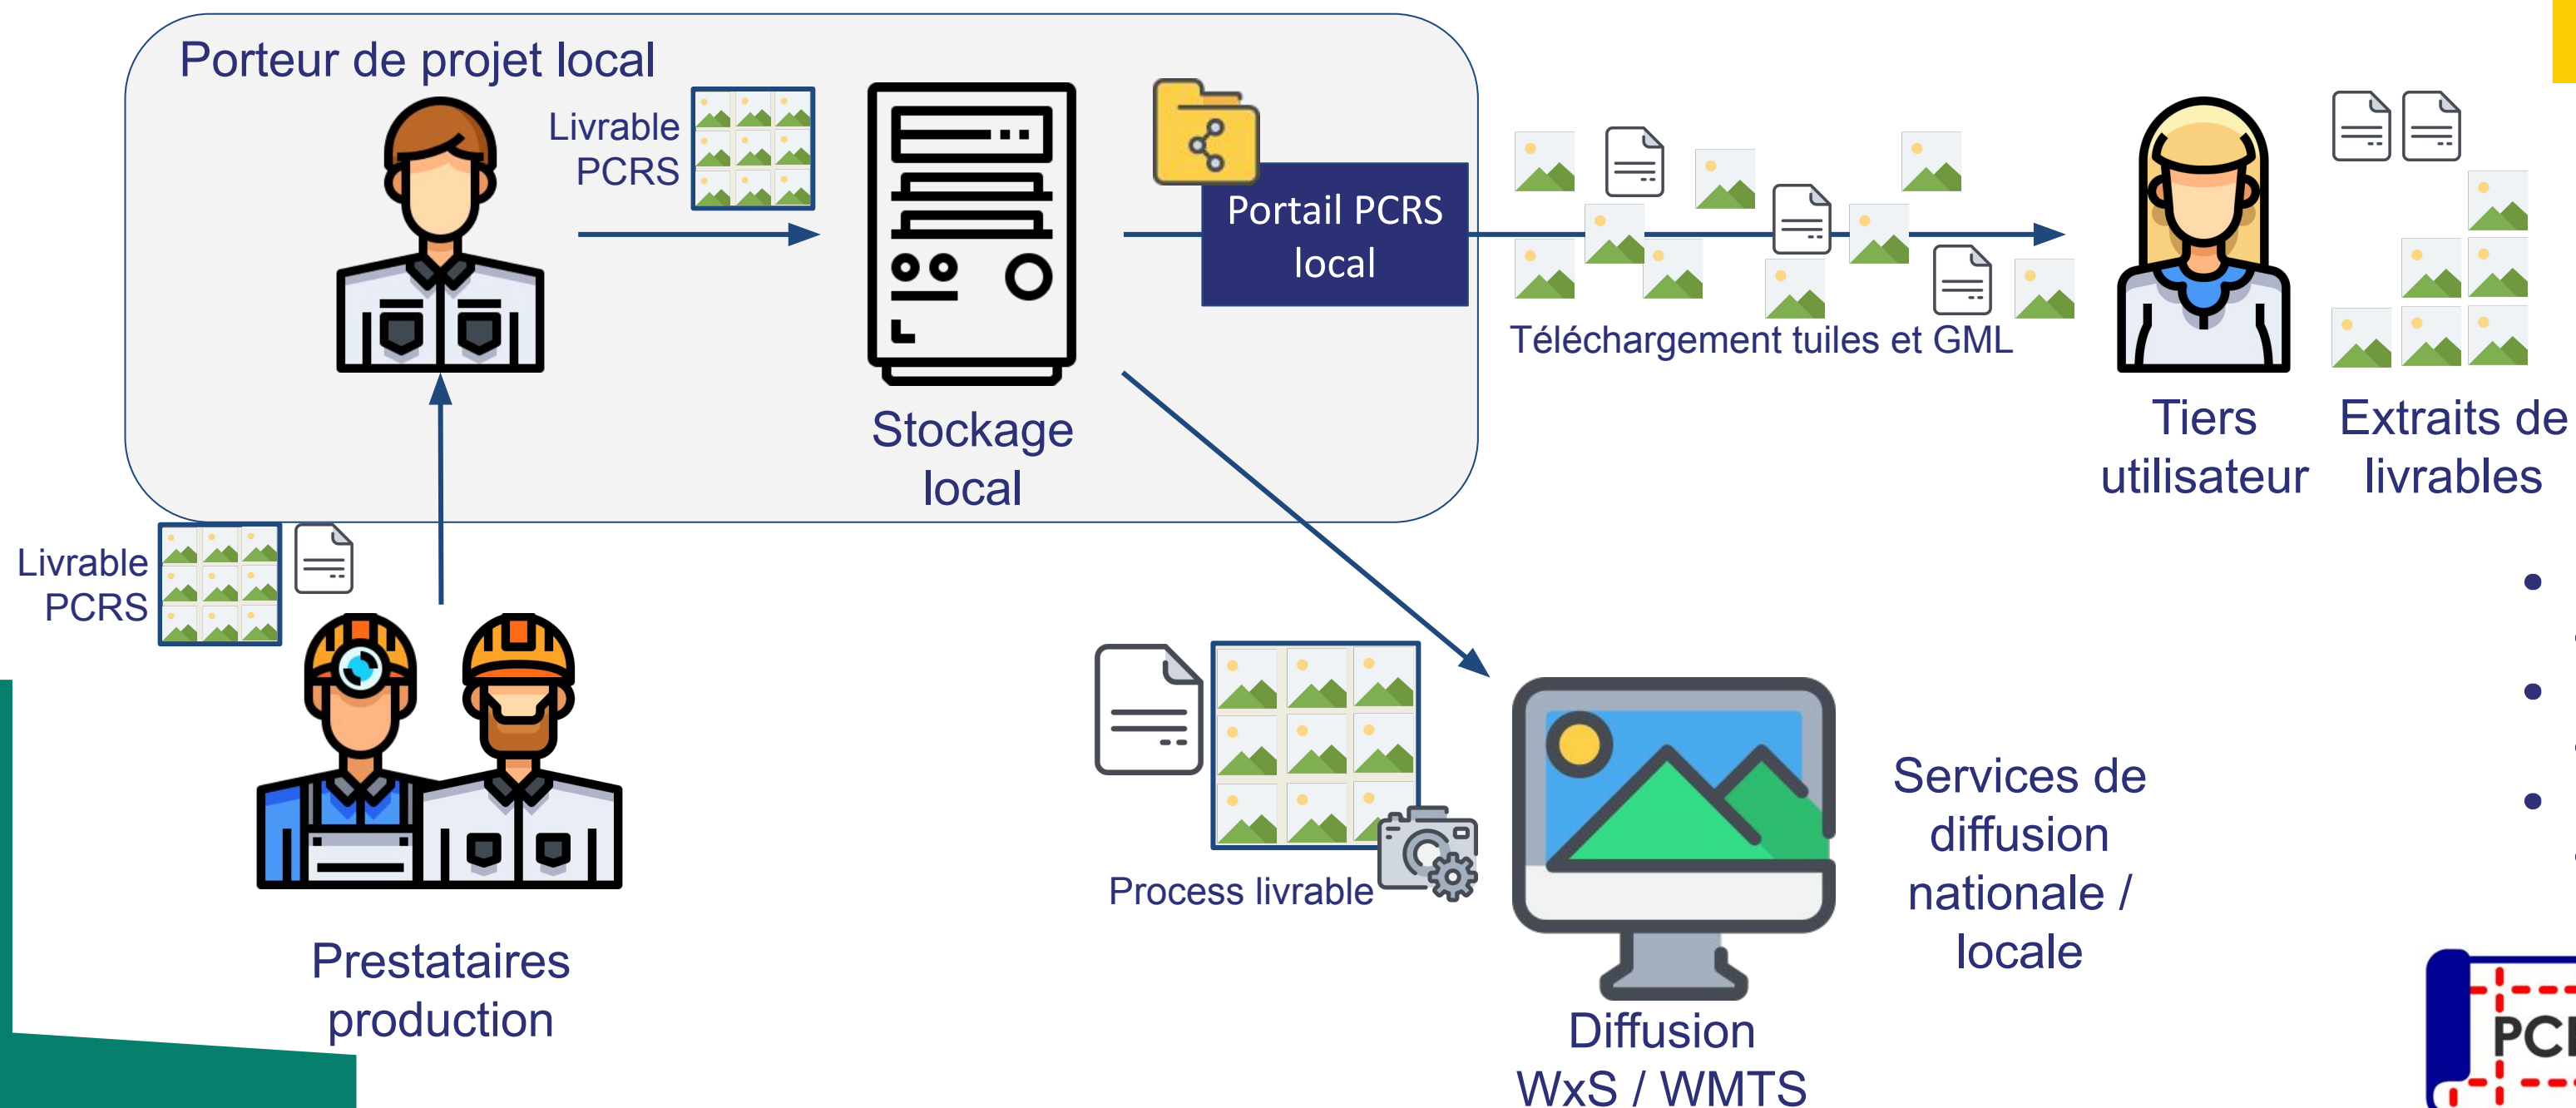 Porteur de projet local
Livrable
PCRS
Portail PCRS
local
Téléchargement tuiles et GML
Stockage
local
Tiers
utilisateur
Extraits de
livrables
Livrable
PCRS
Prestataires
production
Process livrable
Services de
diffusion
nationale /
locale
Diffusion
WxS / WMTS